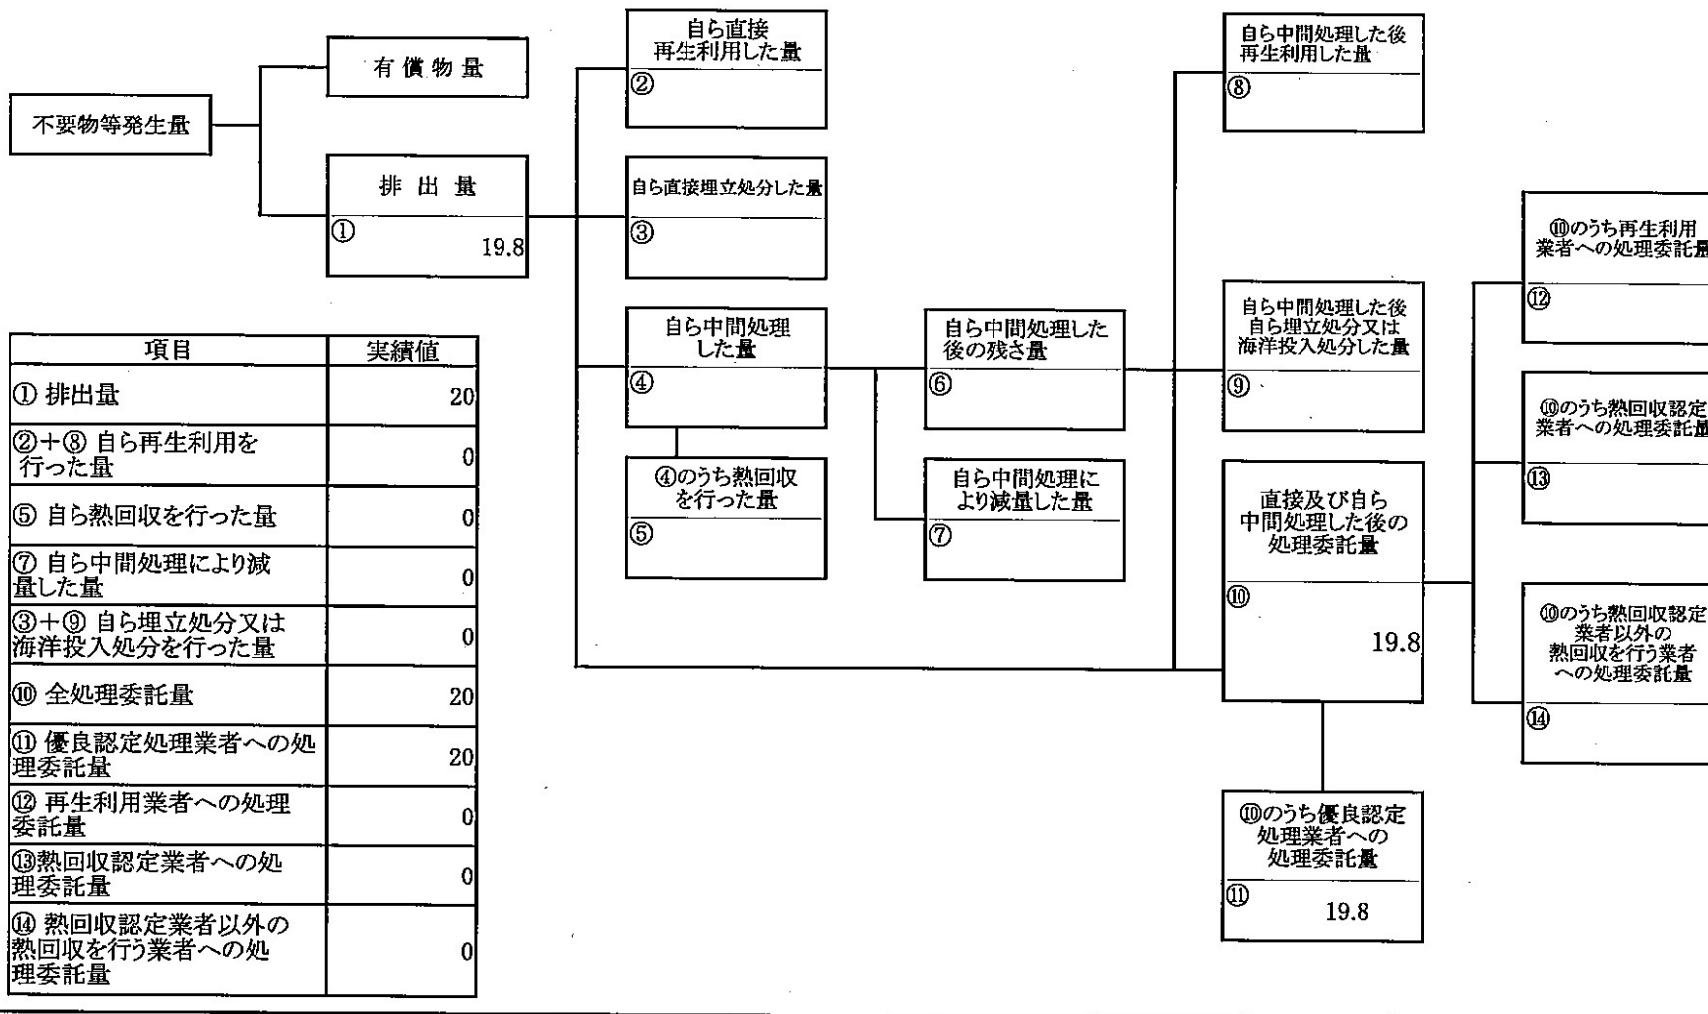 不要物等発生量
有償物量
排出量
①
19.8
自ら直接
再生利用した量
②
自ら直接埋立処分した量
③
自ら中間処理
した量
④
④のうち熱回収
を行った量
⑤
自ら中間処理した
後の残さ量
⑥
自ら中間処理に
より減量した量
⑦
自ら中間処理した後
再生利用した量
⑧
自ら中間処理した後
自ら埋立処分又は
海洋投入処分した量
⑨
直接及び自ら
中間処理した後の
処理委託量
⑩
19.8
⑩のうち優良認定
処理業者への
処理委託量
⑪
19.8
⑩のうち再生利用
業者への処理委託量
⑫
⑩のうち熱回収認定
業者への処理委託量
⑬
⑩のうち熱回収認定
業者以外の
熱回収を行う業者
への処理委託量
⑭
項目 実績値
① 排出量 20
②+⑧ 自ら再生利用を
行った量 0
⑤ 自ら熱回収を行った量 0
⑦ 自ら中間処理により減
量した量 0
③+⑨ 自ら埋立処分又は
海洋投入処分を行った量 0
⑩ 全処理委託量 20
⑪ 優良認定処理業者への処
理委託量 20
⑫ 再生利用業者への処理
委託量 0
⑬熱回収認定業者への処
理委託量 0
⑭ 熱回収認定業者以外の
熱回収を行う業者への処
理委託量 0